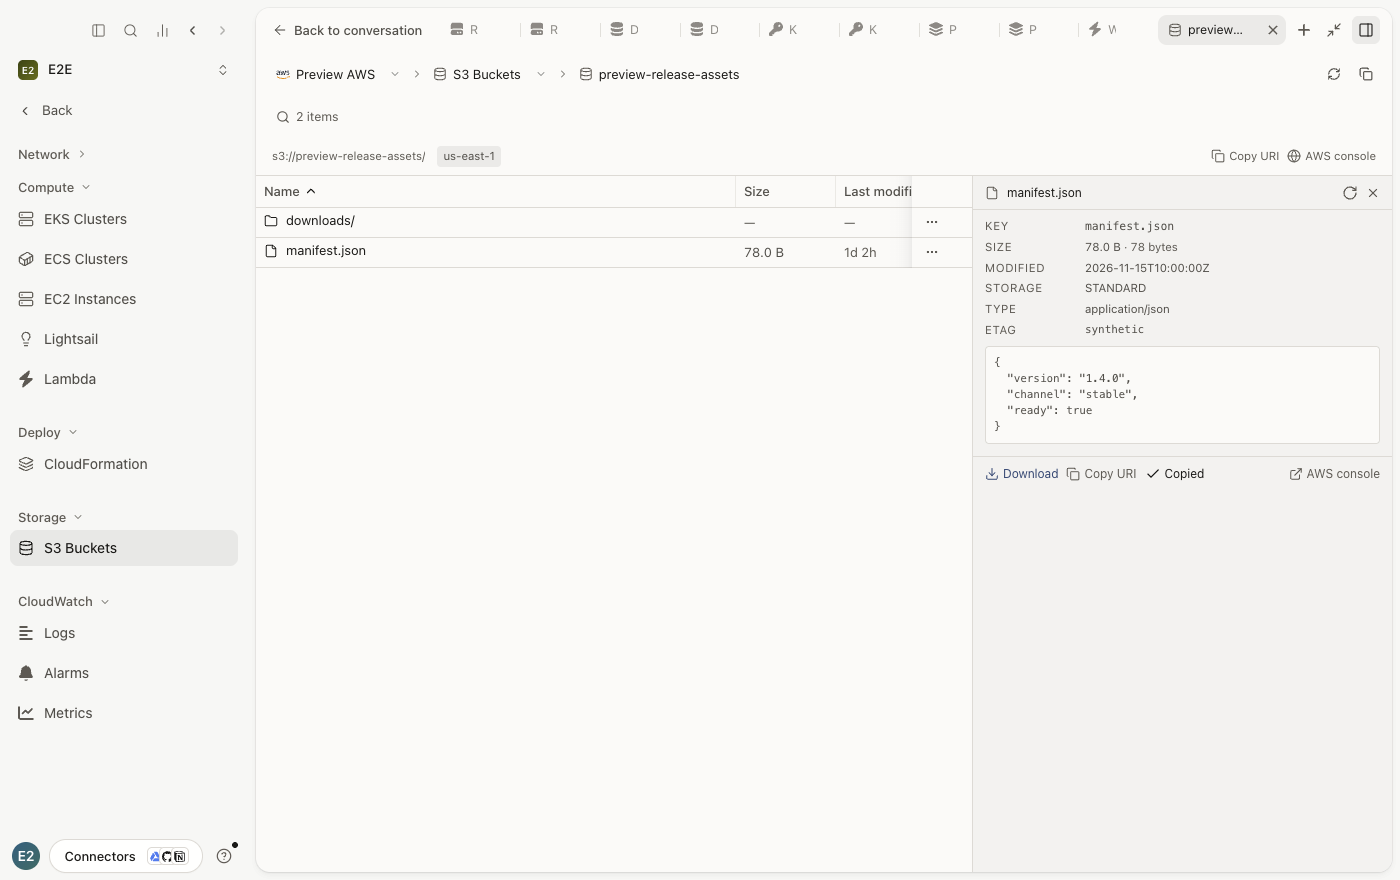 Back to conversation
R
R
D
D
K
K
P
P
W
preview...
E2
E2E
Back
Network
Compute
EKS Clusters
ECS Clusters
EC2 Instances
Lightsail
Lambda
Deploy
CloudFormation
Storage
S3 Buckets
CloudWatch
Logs
Alarms
Metrics
E2
Connectors
aws
Preview AWS
S3 Buckets
preview-release-assets
2 items
s3://preview-release-assets/
us-east-1
Copy URI
AWS console
Name
Size
Last modifi
downloads/
—
—
manifest.json
78.0 B
1d 2h
manifest.json
KEY manifest.json
SIZE 78.0 B · 78 bytes
MODIFIED 2026-11-15T10:00:00Z
STORAGE STANDARD
TYPE application/json
ETAG synthetic
{
"version": "1.4.0",
"channel": "stable",
"ready": true
}
Download
Copy URI
Copied
AWS console